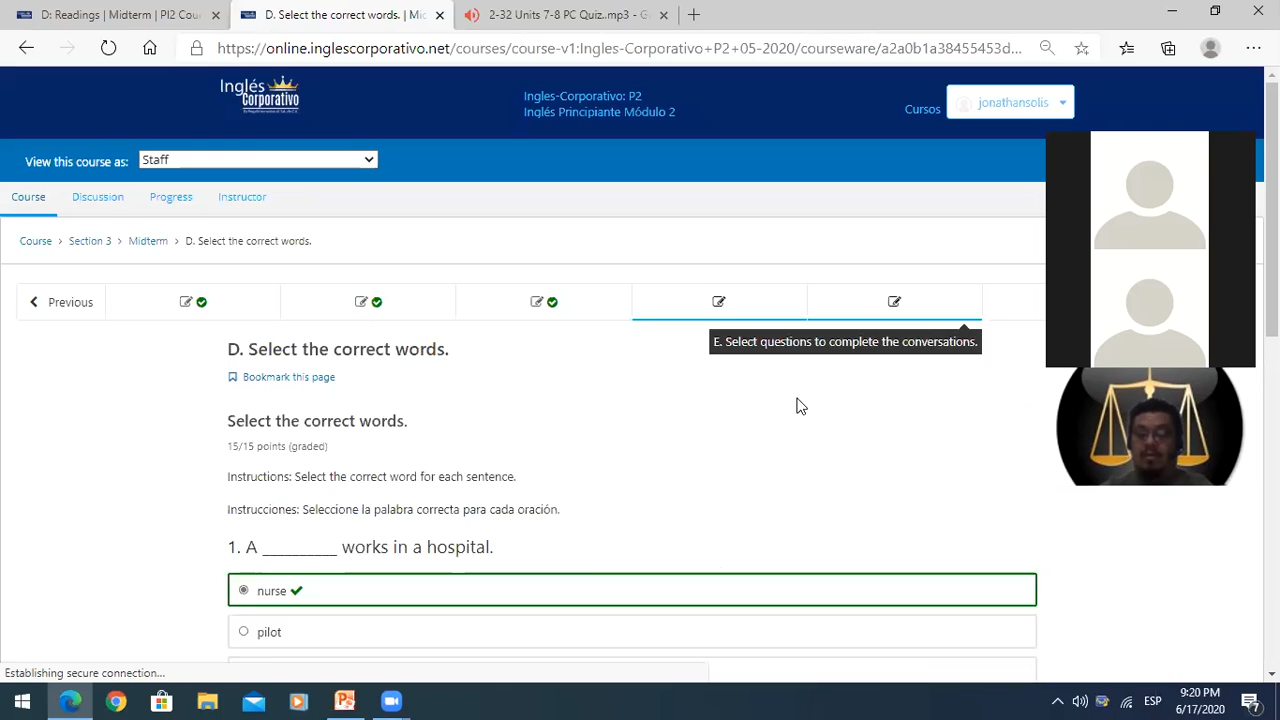 D: Readings | Midterm | PI2 Cou
D. Select the correct words. | Mic
2-32 Units 7-8 PC Quiz..mp3 - Go
https://online.inglescorporativo.net/courses/course-v1:Ingles-Corporativo+P2+05-2020/courseware/a2a0b1a38455453d...
Inglés
Corporativo
Ingles-Corporativo: P2
Inglés Principiante Módulo 2
Cursos
jonathansolis
View this course as:
Staff
Course
Discussion
Progress
Instructor
Course > Section 3 > Midterm > D. Select the correct words.
Previous
E. Select questions to complete the conversations.
D. Select the correct words.
Bookmark this page
Select the correct words.
15/15 points (graded)
Instructions: Select the correct word for each sentence.
Instrucciones: Seleccione la palabra correcta para cada oración.
1. A __________ works in a hospital.
nurse
pilot
Establishing secure connection...
ESP
9:20 PM
6/17/2020
7